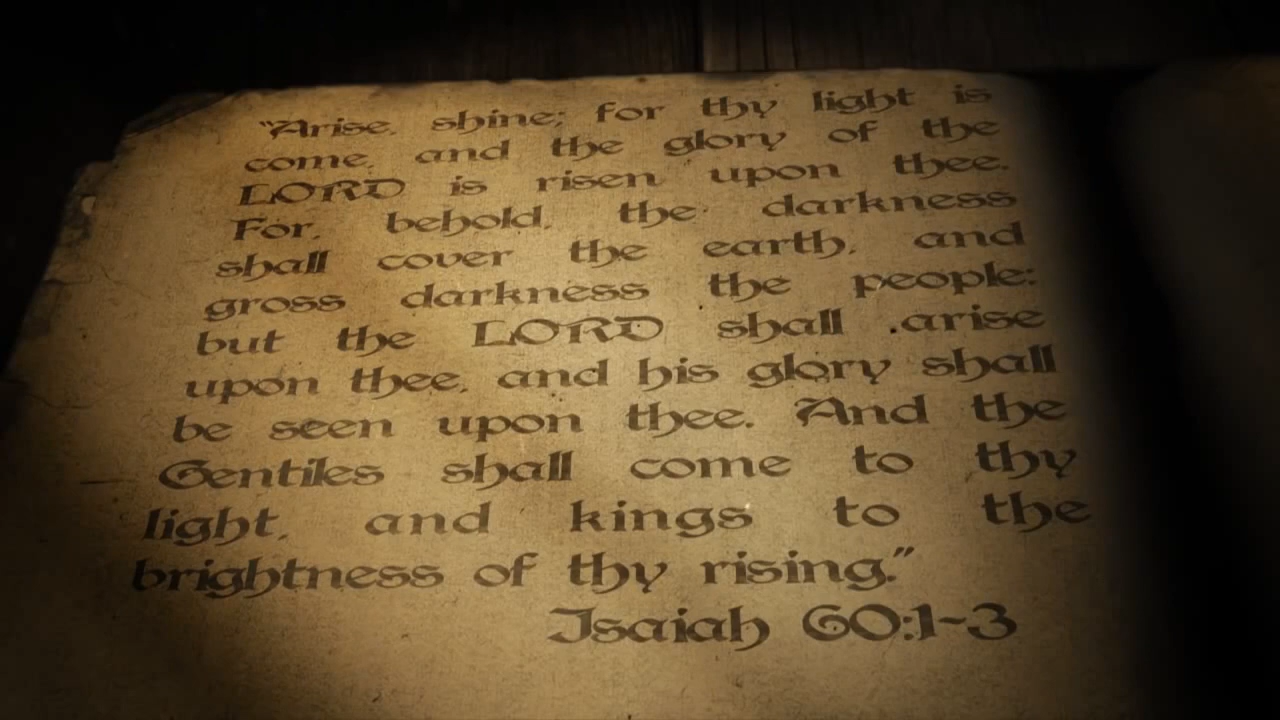 "Arise, shine; for thy light is
come, and the glory of the
LORD is risen upon thee.
For, behold, the darkness
shall cover the earth, and
gross darkness the people:
but the LORD shall arise
upon thee, and his glory shall
be seen upon thee. And the
Gentiles shall come to thy
light, and kings to the
brightness of thy rising."
Isaiah 60:1-3